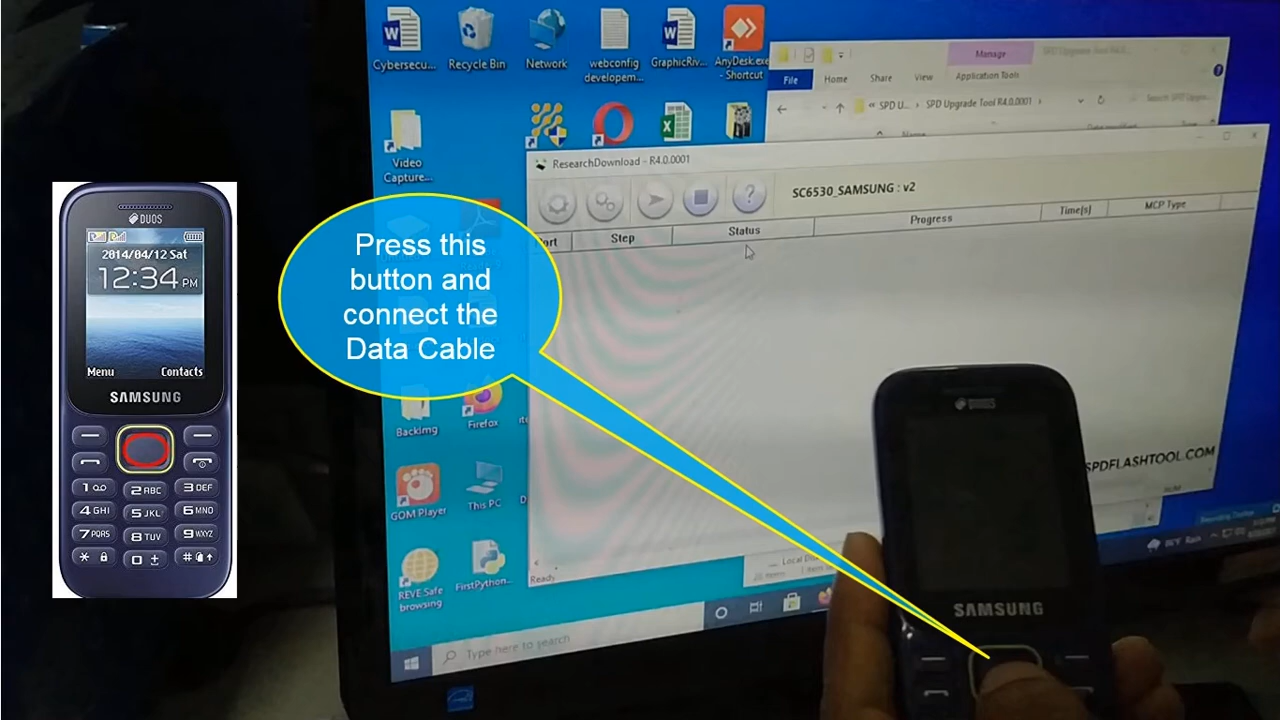 Cybersecu...
Recycle Bin
Network
webconfig
developem...
GraphicRiv...
AnyDesk.exe
- Shortcut
Manage
File
Home
Share
View
Application Tools
« SPD U... › SPD Upgrade Tool R4.0.0001 ›
Video
Capture...
ResearchDownload - R4.0.0001
SC6530_SAMSUNG : v2
Step
Status
Progress
Time(s)
MCP Type
Press this
button and
connect the
Data Cable
DUOS
2014/04/12 Sat
12:34 PM
Menu
Contacts
SAMSUNG
1
2 ABC
3 DEF
4 GHI
5 JKL
6 MNO
7 PQRS
8 TUV
9 WXYZ
*
0 +
#
BackImg
Firefox
GOM Player
This PC
REVE Safe
browsing
FirstPython...
Ready
SPDFLASHTOOL.COM
DUOS
SAMSUNG
Type here to search